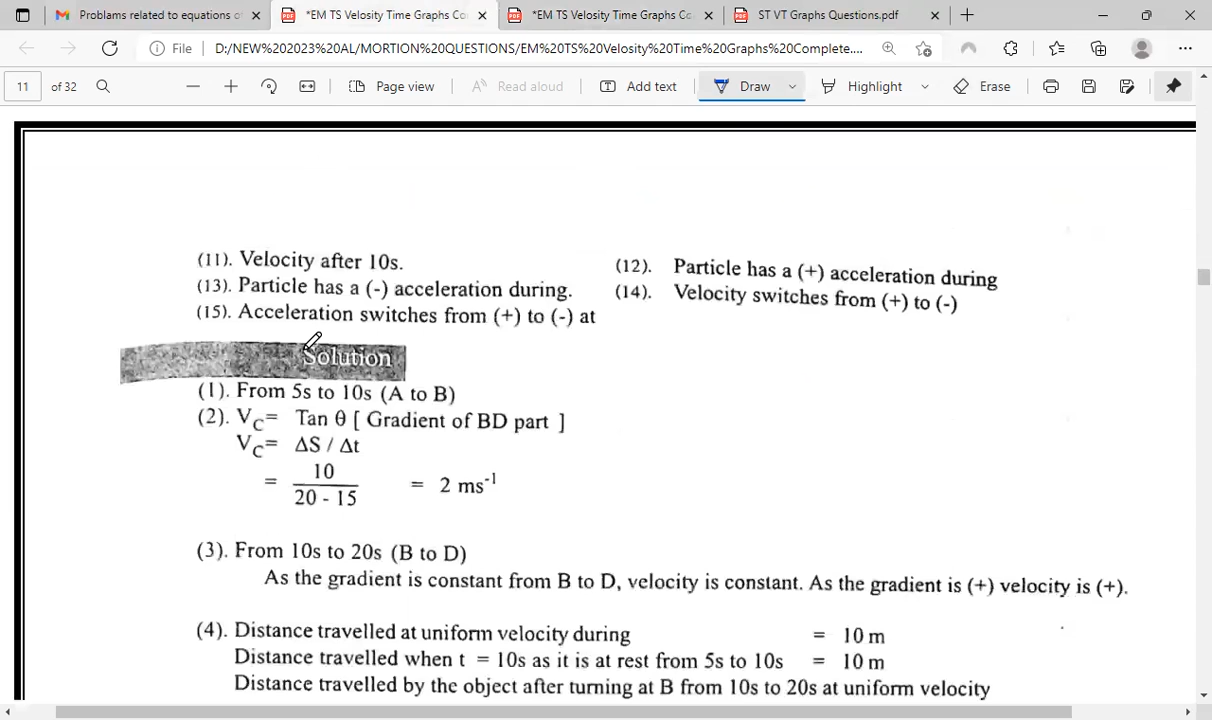 Problems related to equations o
*EM TS Velosity Time Graphs Co
*EM TS Velosity Time Graphs Co
ST VT Graphs Questions.pdf
File
D:/NEW%202023%20AL/MORTION%20QUESTIONS/EM%20TS%20Velosity%20Time%20Graphs%20Complete....
11 of 32
Page view
Read aloud
Add text
Draw
Highlight
Erase
(11). Velocity after 10s.
(12). Particle has a (+) acceleration during
(13). Particle has a (-) acceleration during.
(14). Velocity switches from (+) to (-)
(15). Acceleration switches from (+) to (-) at
Solution
(1). From 5s to 10s (A to B)
(2). VC= Tan θ [ Gradient of BD part ]
VC= ΔS / Δt
= 10 / 20 - 15 = 2 ms-1
(3). From 10s to 20s (B to D)
As the gradient is constant from B to D, velocity is constant. As the gradient is (+) velocity is (+).
(4). Distance travelled at uniform velocity during = 10 m
Distance travelled when t = 10s as it is at rest from 5s to 10s = 10 m
Distance travelled by the object after turning at B from 10s to 20s at uniform velocity